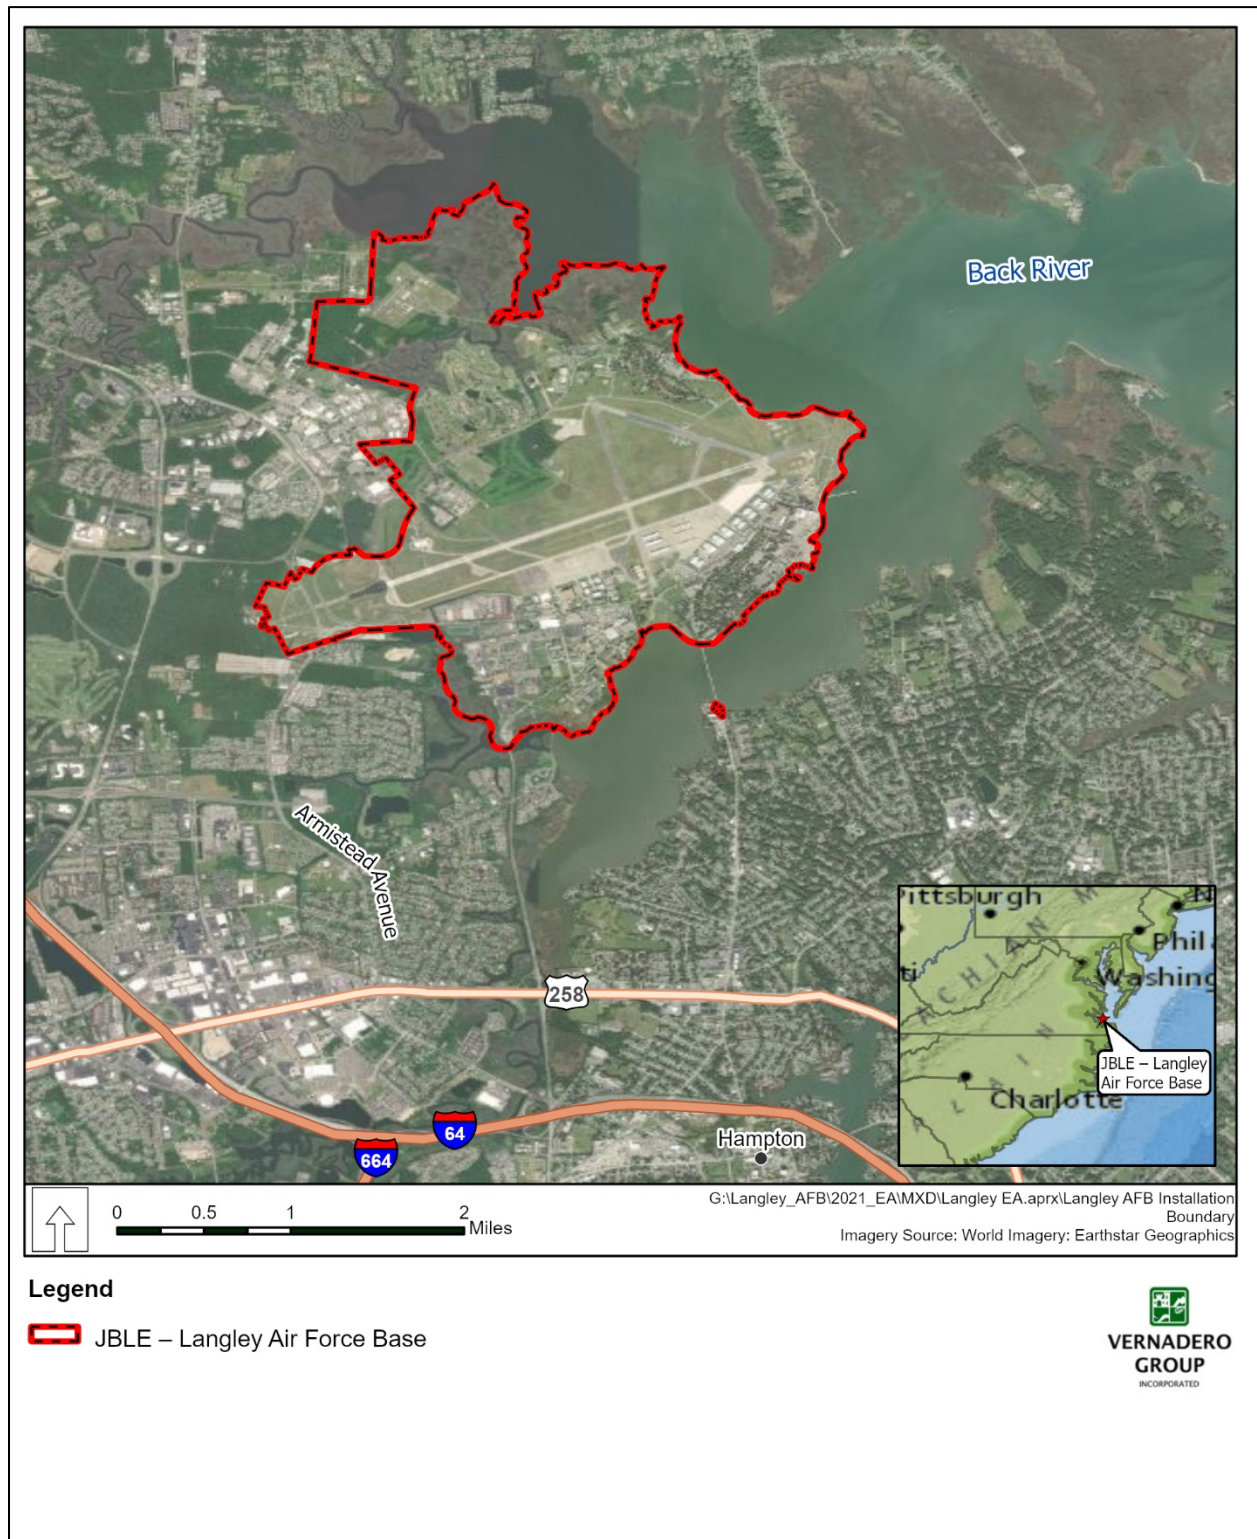 Back River
Armistead Avenue
258
64
664
Hampton
Pittsburgh
Phil
Washing
CHIAN M
Charlotte
JBLE – Langley
Air Force Base
0 0.5 1 2 Miles
G:\Langley_AFB\2021_EA\MXD\Langley EA.aprx\Langley AFB Installation
Boundary
Imagery Source: World Imagery: Earthstar Geographics
Legend
JBLE – Langley Air Force Base
VERNADERO
GROUP
INCORPORATED